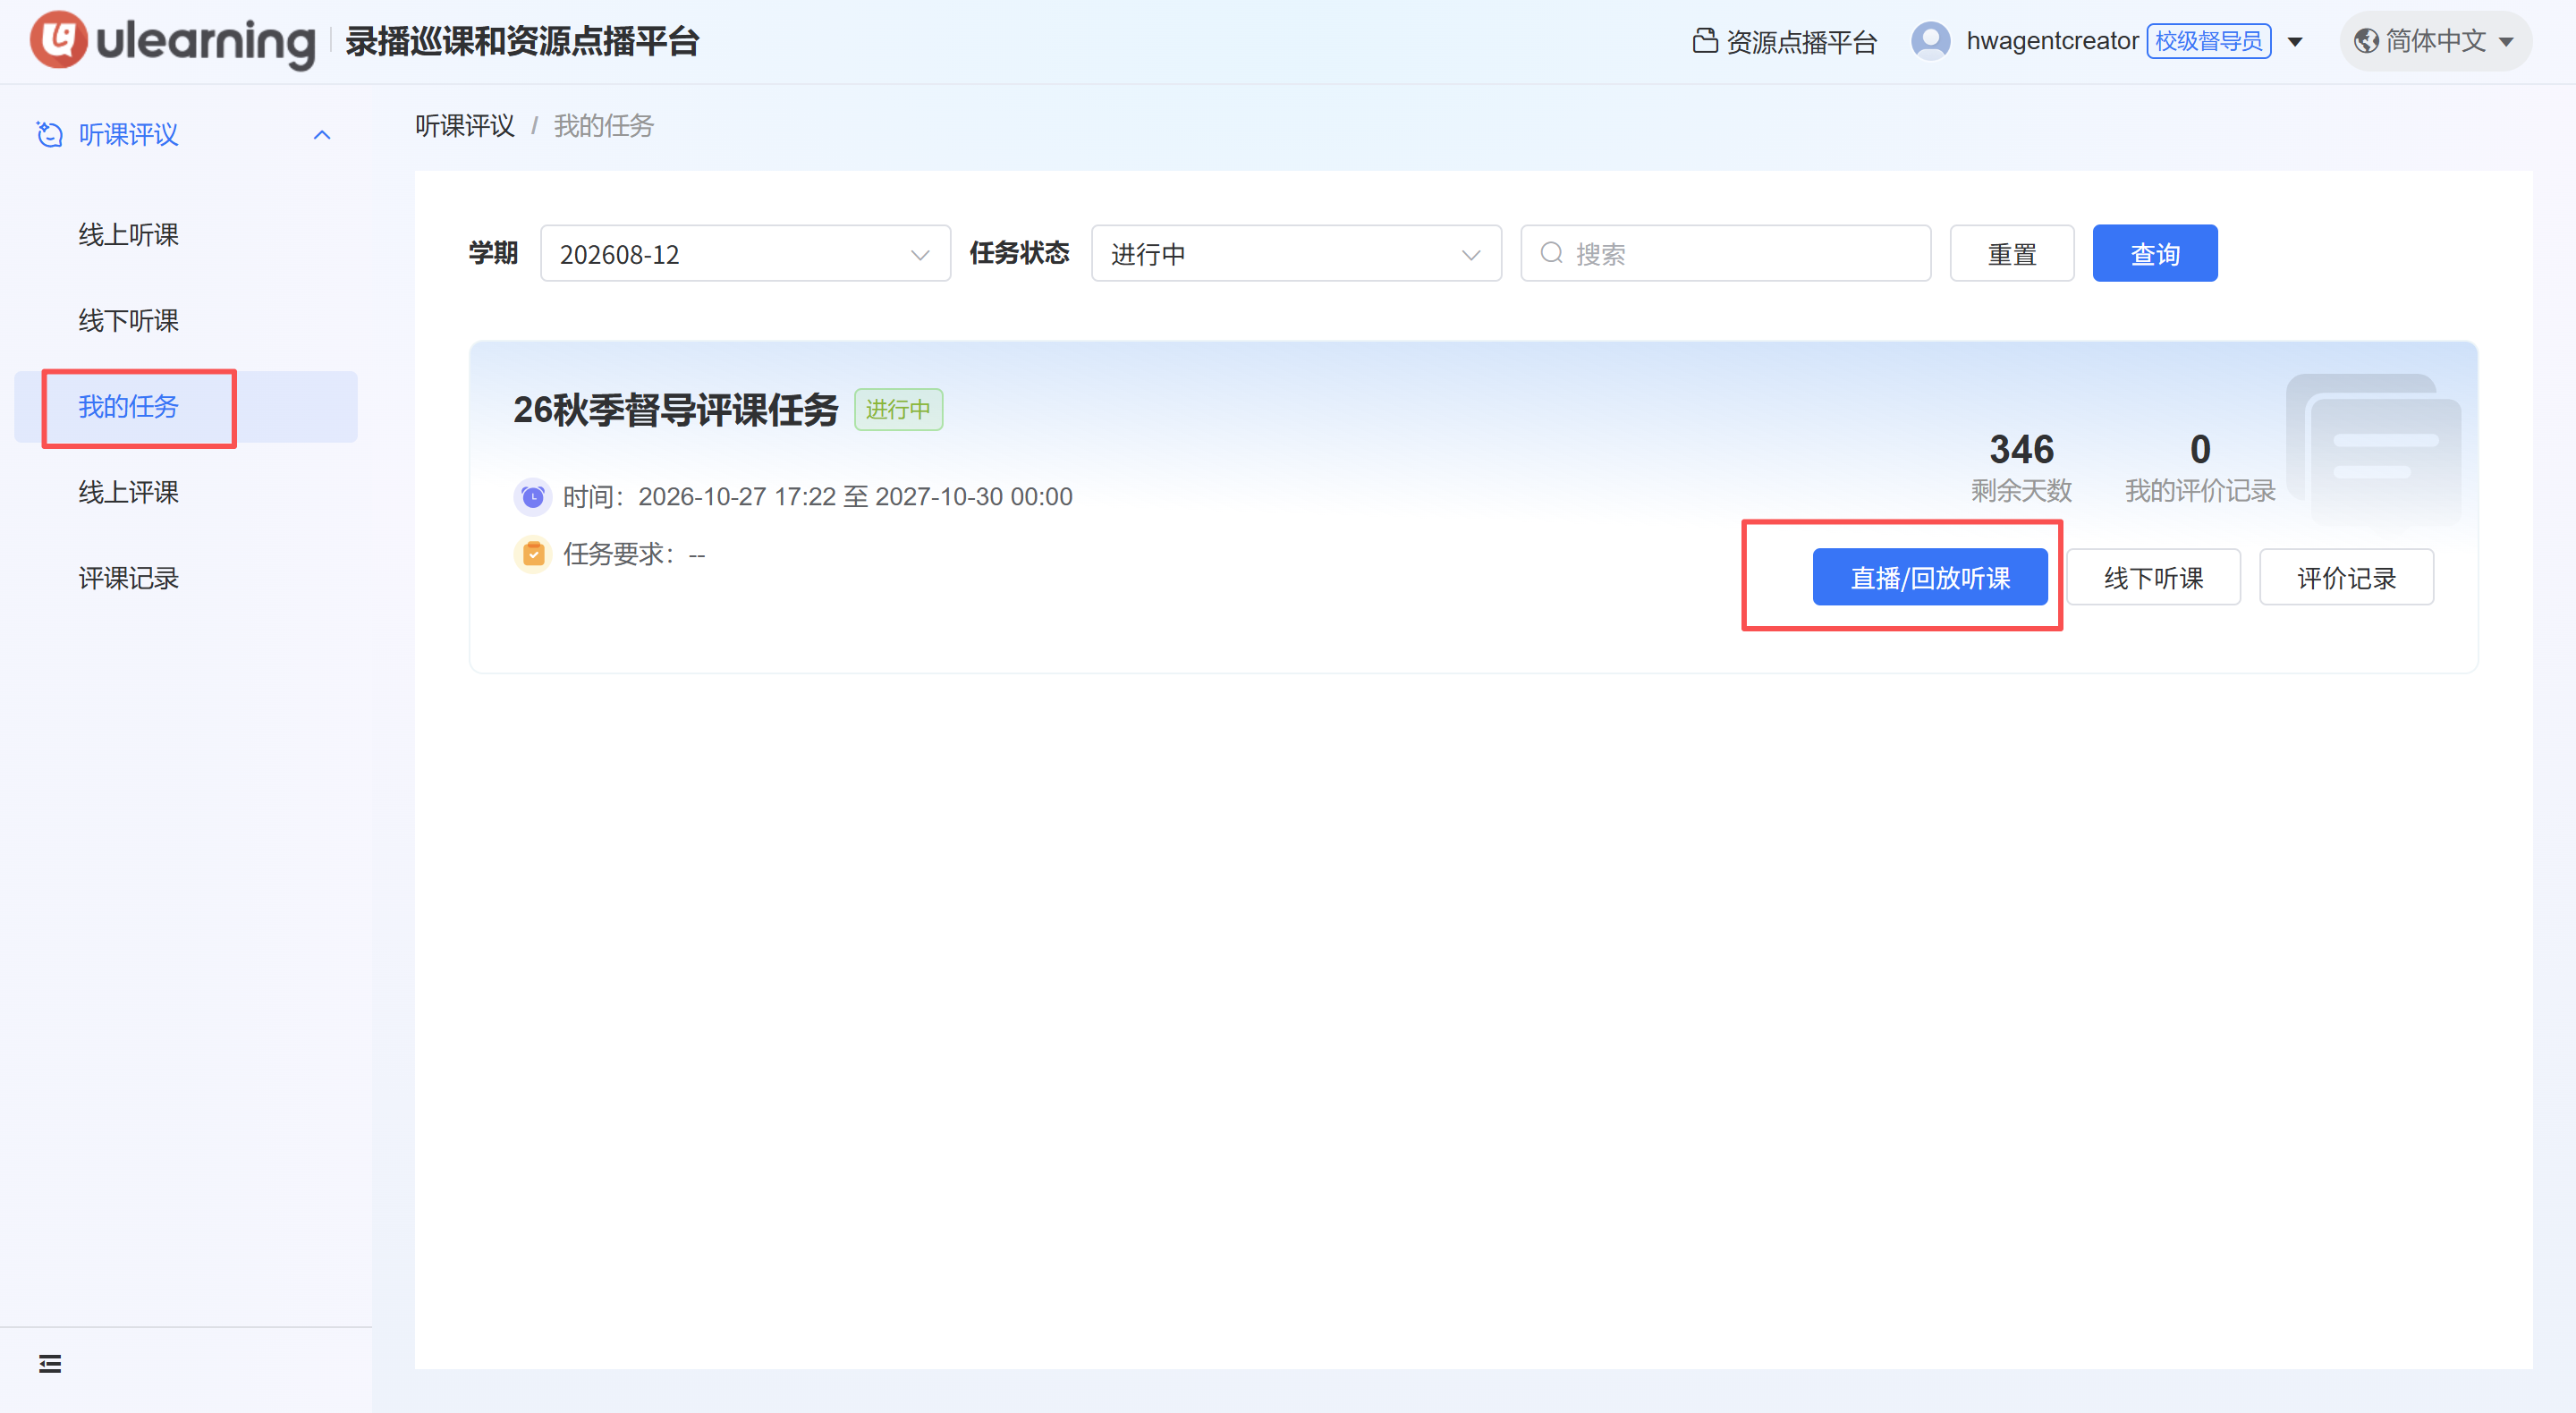 ulearning 录播巡课和资源点播平台 资源点播平台 hwagentcreator 校级督导员 简体中文
听课评议
线上听课
线下听课
我的任务
线上评课
评课记录
听课评议 / 我的任务
学期 202608-12 任务状态 进行中 搜索 重置 查询
26秋季督导评课任务 进行中
时间：2026-10-27 17:22 至 2027-10-30 00:00
任务要求：--
346 0
剩余天数 我的评价记录
直播/回放听课 线下听课 评价记录